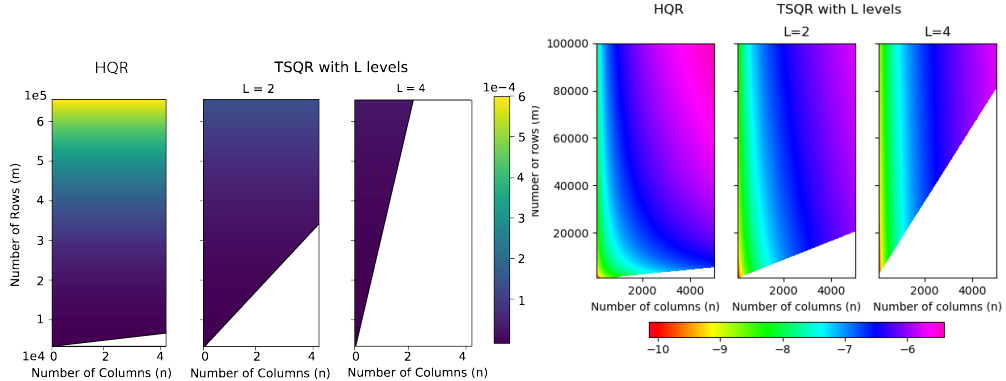 HQR
TSQR with L levels
L = 2
L = 4
1e5
6
5
4
3
2
1
1e4
0 2 4
0 2 4
0 2 4
Number of Rows (m)
Number of Columns (n)
Number of Columns (n)
Number of Columns (n)
1e−4
6
5
4
3
2
1
HQR
TSQR with L levels
L=2
L=4
100000
80000
60000
40000
20000
Number of rows (m)
2000 4000
2000 4000
2000 4000
Number of columns (n)
Number of columns (n)
Number of columns (n)
−10 −9 −8 −7 −6